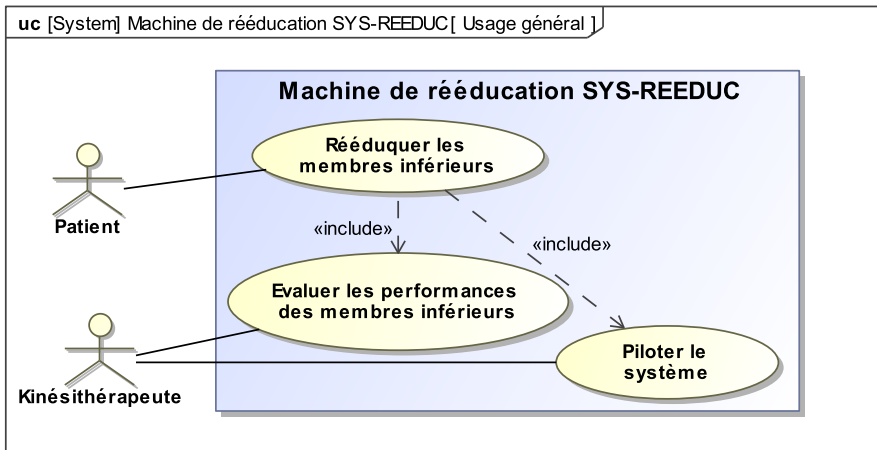 uc [System] Machine de rééducation SYS-REEDUC[ Usage général ]
Machine de rééducation SYS-REEDUC
Rééduquer les
membres inférieurs
Patient
«include»
«include»
Evaluer les performances
des membres inférieurs
Piloter le
système
Kinésithérapeute